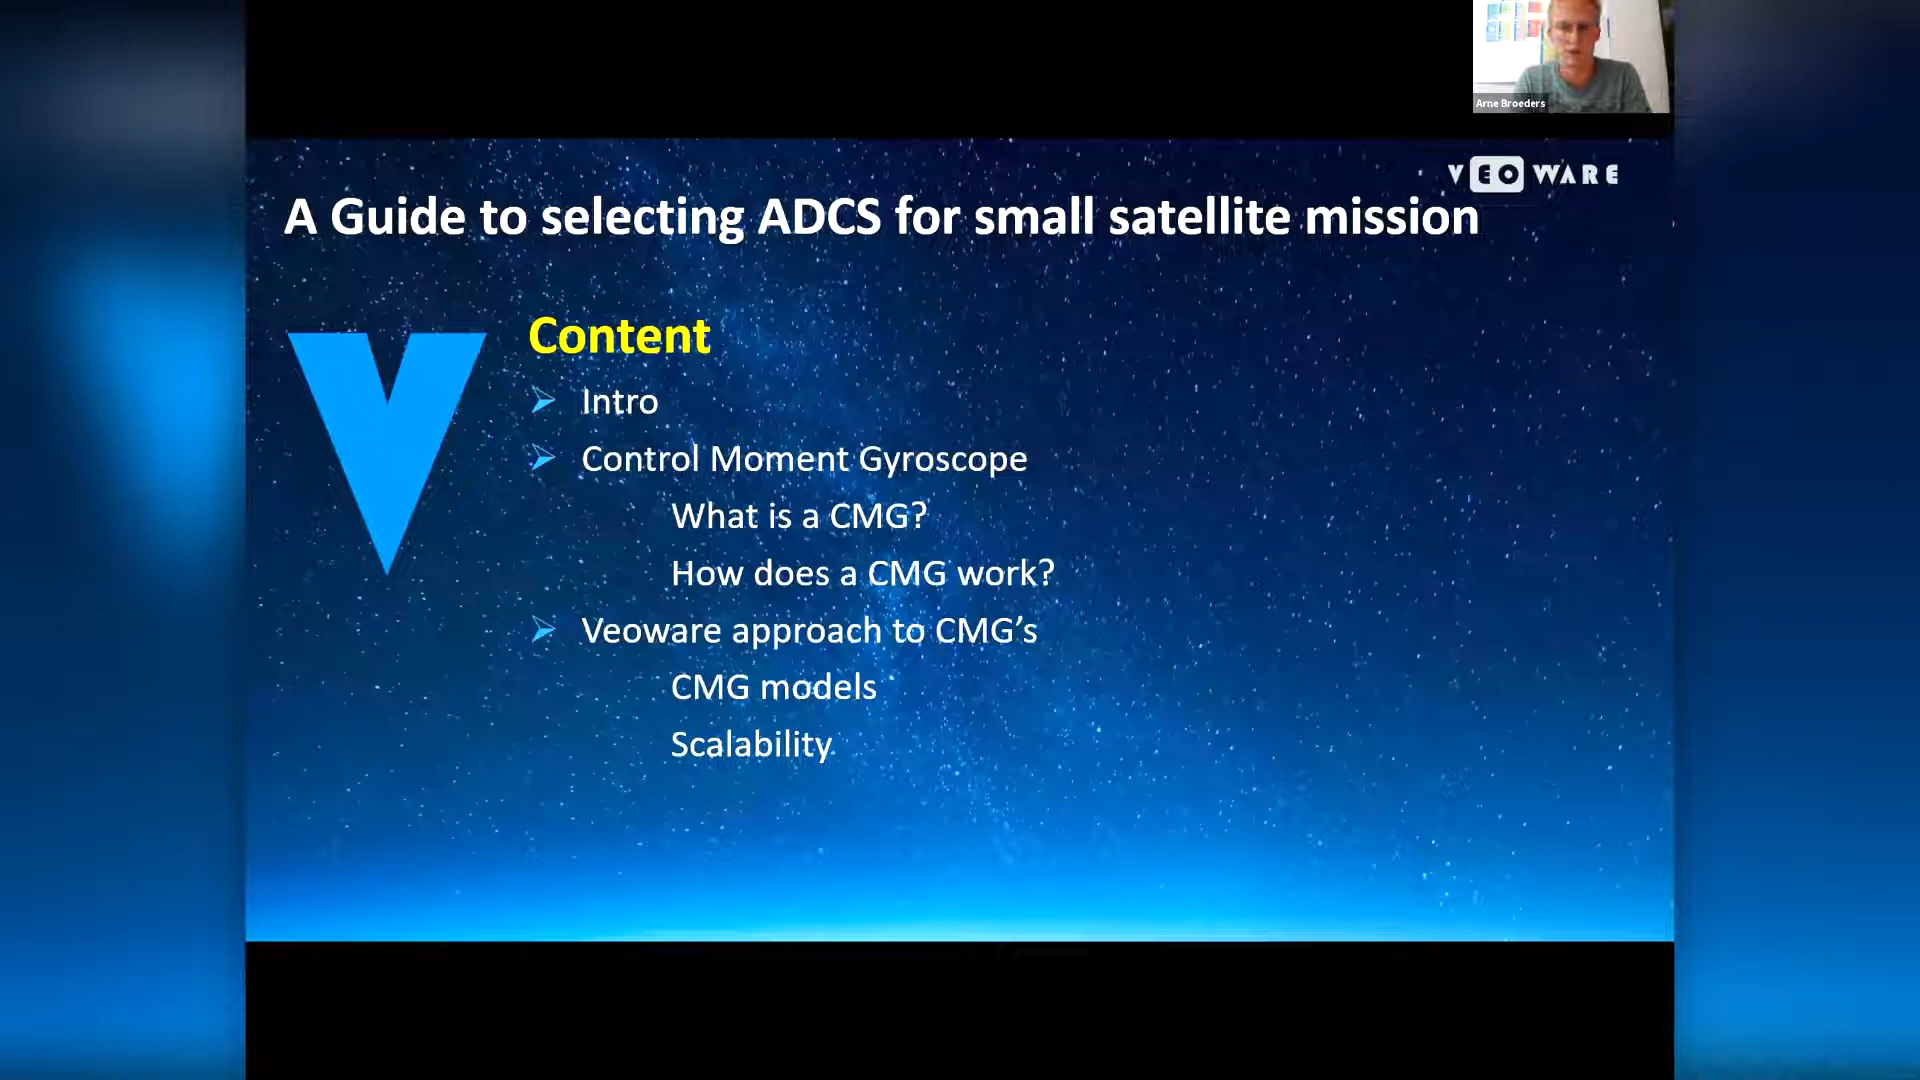 Arne Broeders
VEOWARE
A Guide to selecting ADCS for small satellite mission
Content
Intro
Control Moment Gyroscope
What is a CMG?
How does a CMG work?
Veoware approach to CMG’s
CMG models
Scalability